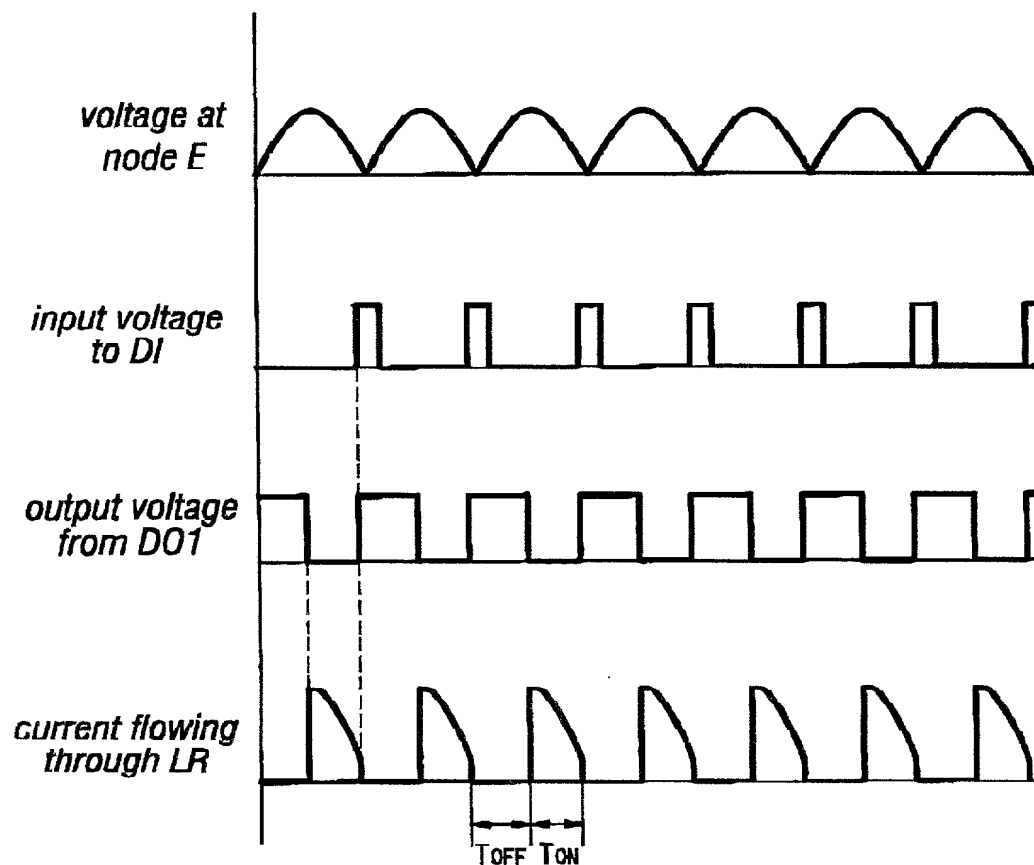 voltage at
node E
input voltage
to DI
output voltage
from DO1
current flowing
through LR
TOFF TON